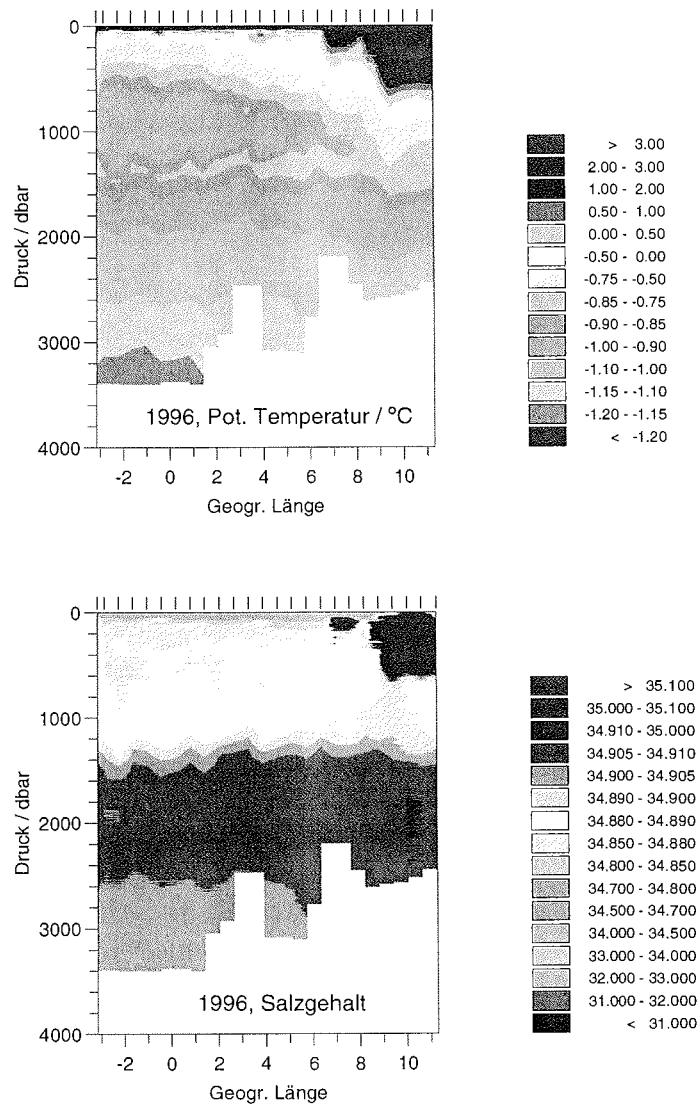 0
1000
2000
3000
4000
Druck / dbar
1996, Pot. Temperatur / °C
-2 0 2 4 6 8 10
Geogr. Länge
> 3.00
2.00 - 3.00
1.00 - 2.00
0.50 - 1.00
0.00 - 0.50
-0.50 - 0.00
-0.75 - -0.50
-0.85 - -0.75
-0.90 - -0.85
-1.00 - -0.90
-1.10 - -1.00
-1.15 - -1.10
-1.20 - -1.15
< -1.20
0
1000
2000
3000
4000
Druck / dbar
1996, Salzgehalt
-2 0 2 4 6 8 10
Geogr. Länge
> 35.100
35.000 - 35.100
34.910 - 35.000
34.905 - 34.910
34.900 - 34.905
34.890 - 34.900
34.880 - 34.890
34.850 - 34.880
34.800 - 34.850
34.700 - 34.800
34.500 - 34.700
34.000 - 34.500
33.000 - 34.000
32.000 - 33.000
31.000 - 32.000
< 31.000